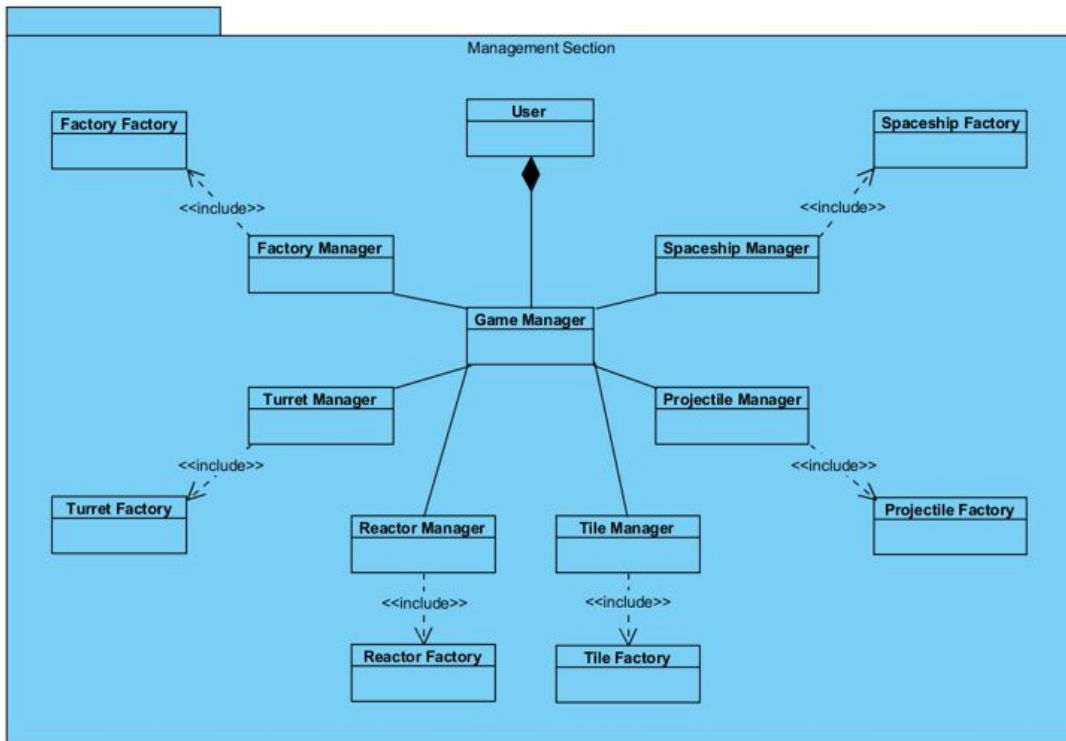 Management Section
Factory Factory
User
Spaceship Factory
<<include>>
<<include>>
Factory Manager
Spaceship Manager
Game Manager
Turret Manager
Projectile Manager
<<include>>
<<include>>
Turret Factory
Projectile Factory
Reactor Manager
Tile Manager
<<include>>
<<include>>
Reactor Factory
Tile Factory